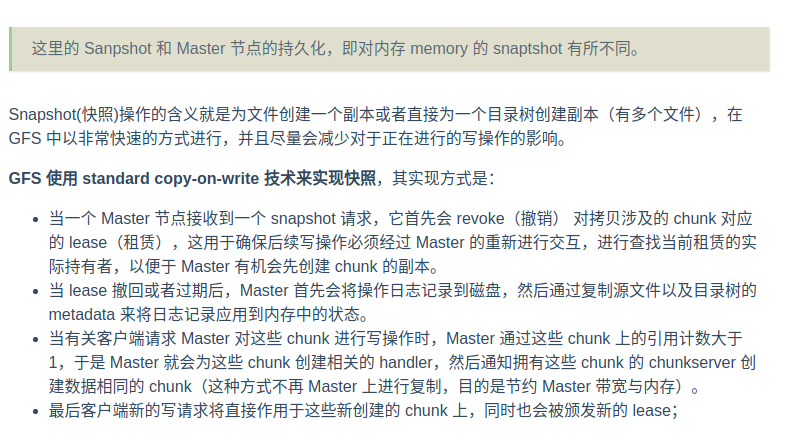 这里的 Sanpshot 和 Master 节点的持久化，即对内存 memory 的 snaptshot 有所不同。
Snapshot(快照)操作的含义就是为文件创建一个副本或者直接为一个目录树创建副本（有多个文件），在
GFS 中以非常快速的方式进行，并且尽量会减少对于正在进行的写操作的影响。
GFS 使用 standard copy-on-write 技术来实现快照，其实现方式是：
• 当一个 Master 节点接收到一个 snapshot 请求，它首先会 revoke（撤销） 对拷贝涉及的 chunk 对应
的 lease（租赁），这用于确保后续写操作必须经过 Master 的重新进行交互，进行查找当前租赁的实
际持有者，以便于 Master 有机会先创建 chunk 的副本。
• 当 lease 撤回或者过期后，Master 首先会将操作日志记录到磁盘，然后通过复制源文件以及目录树的
metadata 来将日志记录应用到内存中的状态。
• 当有关客户端请求 Master 对这些 chunk 进行写操作时，Master 通过这些 chunk 上的引用计数大于
1，于是 Master 就会为这些 chunk 创建相关的 handler，然后通知拥有这些 chunk 的 chunkserver 创
建数据相同的 chunk（这种方式不再 Master 上进行复制，目的是节约 Master 带宽与内存）。
• 最后客户端新的写请求将直接作用于这些新创建的 chunk 上，同时也会被颁发新的 lease；